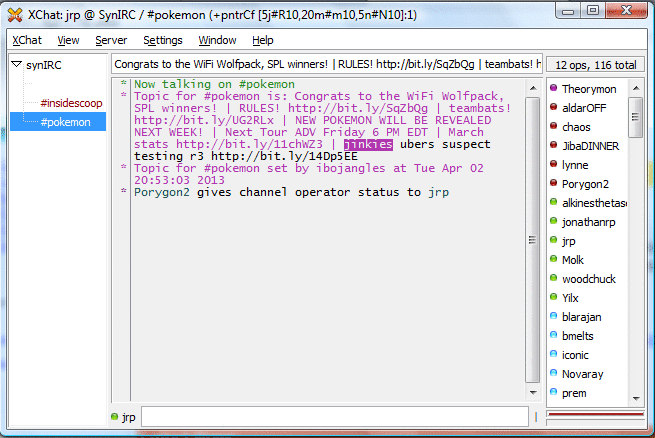 XChat: jrp @ SynIRC / #pokemon (+pntrCf [5j#R10,20m#m10,5n#N10]:1)
XChat View Server Settings Window Help
synIRC
#insidescoop
#pokemon
Congrats to the WiFi Wolfpack, SPL winners! | RULES! http://bit.ly/SqZbQg | teambats! h
12 ops, 116 total
* Now talking on #pokemon
* Topic for #pokemon is: Congrats to the WiFi Wolfpack,
SPL winners! | RULES! http://bit.ly/SqZbQg | teambats!
http://bit.ly/UG2RLx | NEW POKEMON WILL BE REVEALED
NEXT WEEK! | Next Tour ADV Friday 6 PM EDT | March
stats http://bit.ly/11chWZ3 | jinkies ubers suspect
testing r3 http://bit.ly/14Dp5EE
* Topic for #pokemon set by ibojangles at Tue Apr 02
20:53:03 2013
* Porygon2 gives channel operator status to jrp
Theorymon
aldarOFF
chaos
JibaDINNER
lynne
Porygon2
alkinesthetase
jonathanrp
jrp
Molk
woodchuck
Yilx
blarajan
bmelts
iconic
Novaray
prem
jrp